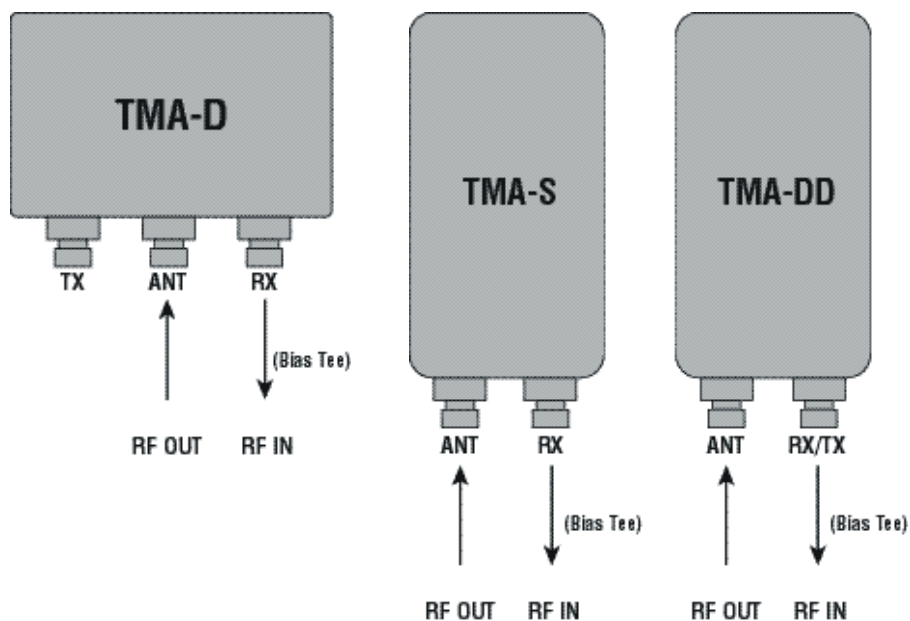 TMA-D
TX ANT RX
(Bias Tee)
RF OUT RF IN
TMA-S
ANT RX
(Bias Tee)
RF OUT RF IN
TMA-DD
ANT RX/TX
(Bias Tee)
RF OUT RF IN